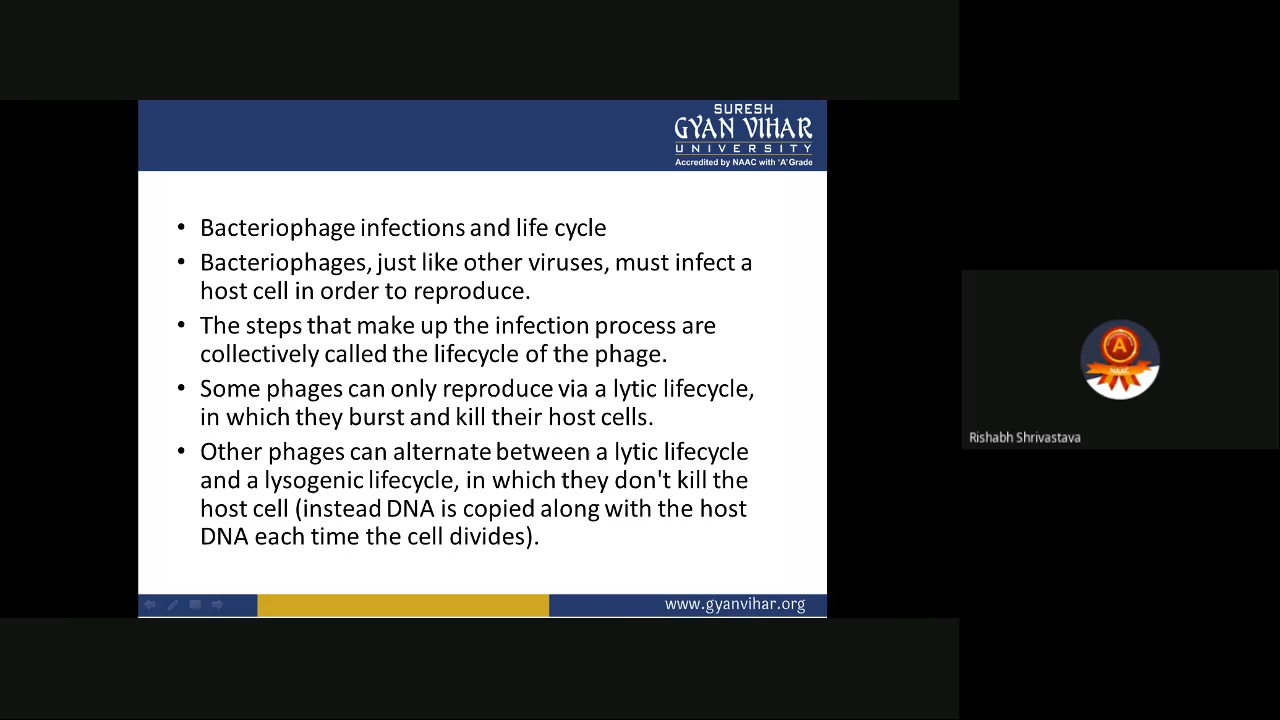 SURESH
GYAN VIHAR
UNIVERSITY
Accredited by NAAC with 'A' Grade
• Bacteriophage infections and life cycle
• Bacteriophages, just like other viruses, must infect a
host cell in order to reproduce.
• The steps that make up the infection process are
collectively called the lifecycle of the phage.
• Some phages can only reproduce via a lytic lifecycle,
in which they burst and kill their host cells.
• Other phages can alternate between a lytic lifecycle
and a lysogenic lifecycle, in which they don't kill the
host cell (instead DNA is copied along with the host
DNA each time the cell divides).
www.gyanvihar.org
A
NAAC
Rishabh Shrivastava